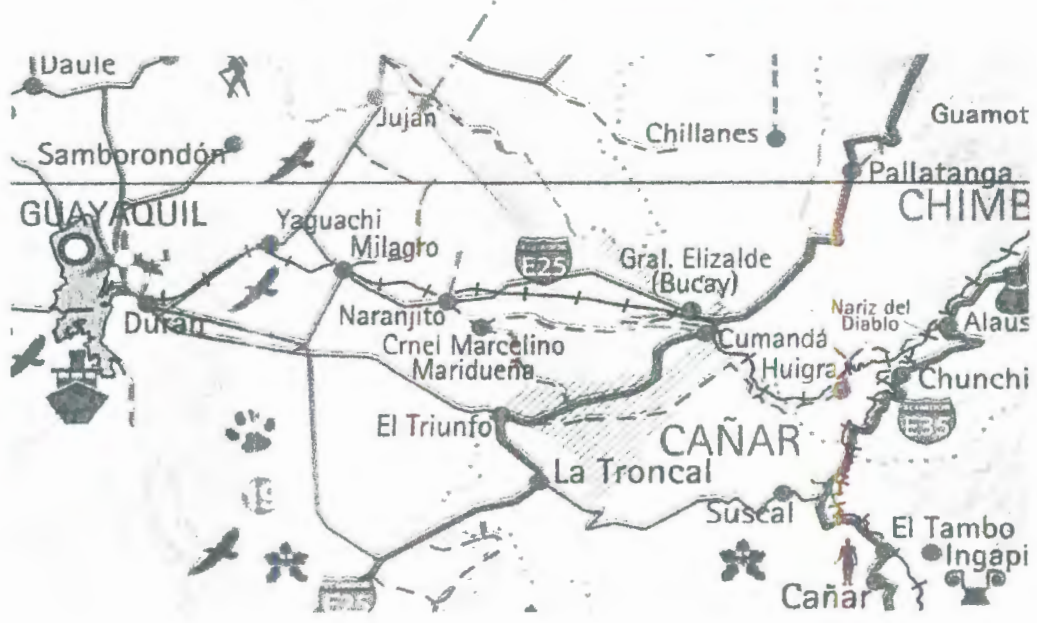 Daule
Jujan
Chillanes
Guamot
Samborondón
Pallatanga
GUAYAQUIL
CHIMB
Yaguachi
Milagro
E25
Gral. Elizalde
(Bucay)
Durán
Naranjito
Nariz del
Diablo
Alaus
Crnel Marcelino
Maridueña
Cumandá
Huigra
Chunchi
E35
El Triunfo
CAÑAR
La Troncal
Suscal
El Tambo
Ingapi
Cañar